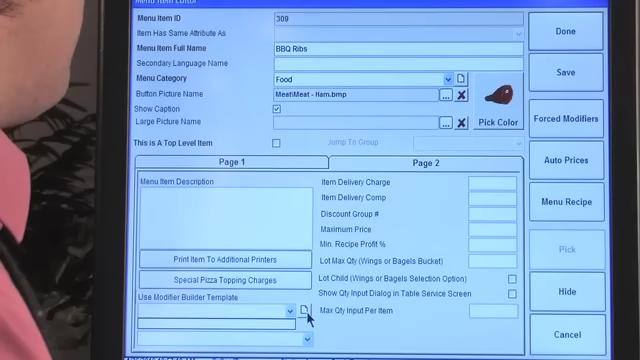 Menu Item Editor
Menu Item ID
309
Item Has Same Attribute As
Menu Item Full Name
BBQ Ribs
Secondary Language Name
Menu Category
Food
Button Picture Name
Meat\Meat - Ham.bmp
...
Show Caption
Large Picture Name
...
Pick Color
This is A Top Level Item
Jump To Group
Page 1
Page 2
Menu Item Description
Print Item To Additional Printers
Special Pizza Topping Charges
Use Modifier Builder Template
Item Delivery Charge
Item Delivery Comp
Discount Group #
Maximum Price
Min. Recipe Profit %
Lot Max Qty (Wings or Bagels Bucket)
Lot Child (Wings or Bagels Selection Option)
Show Qty Input Dialog in Table Service Screen
Max Qty Input Per Item
Done
Save
Forced Modifiers
Auto Prices
Menu Recipe
Pick
Hide
Cancel